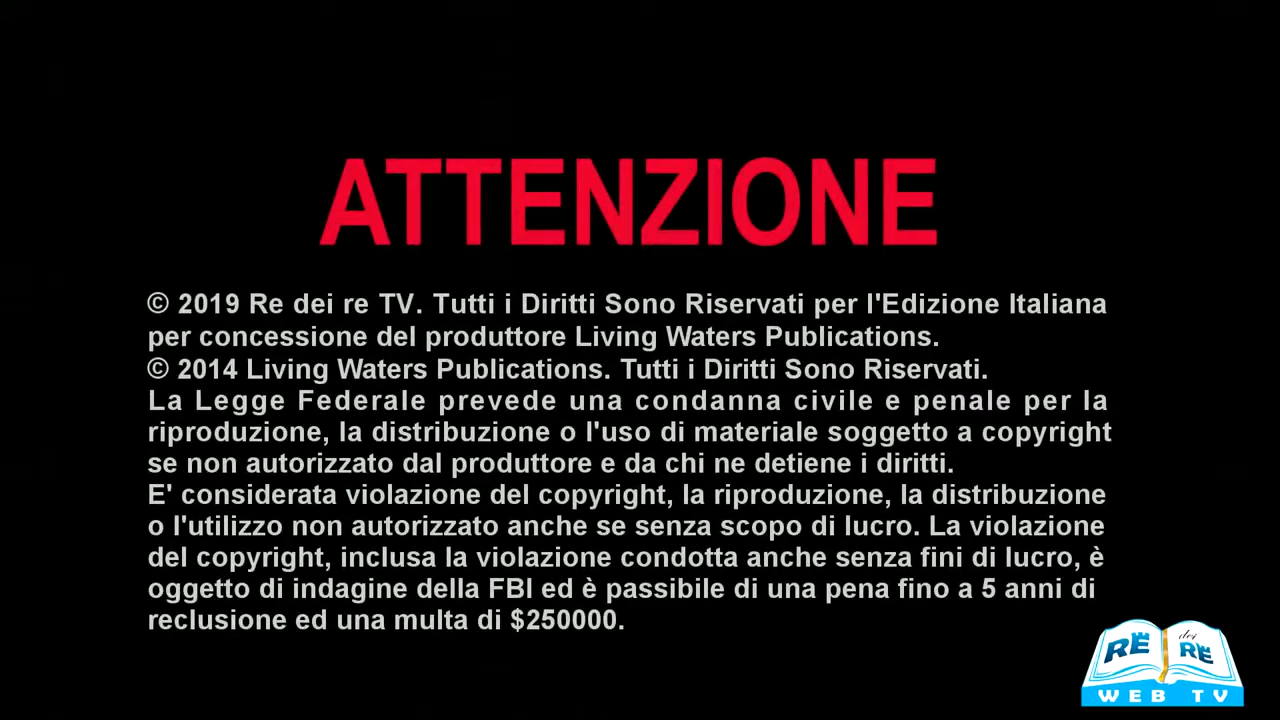 ATTENZIONE
© 2019 Re dei re TV. Tutti i Diritti Sono Riservati per l'Edizione Italiana
per concessione del produttore Living Waters Publications.
© 2014 Living Waters Publications. Tutti i Diritti Sono Riservati.
La Legge Federale prevede una condanna civile e penale per la
riproduzione, la distribuzione o l'uso di materiale soggetto a copyright
se non autorizzato dal produttore e da chi ne detiene i diritti.
E' considerata violazione del copyright, la riproduzione, la distribuzione
o l'utilizzo non autorizzato anche se senza scopo di lucro. La violazione
del copyright, inclusa la violazione condotta anche senza fini di lucro, è
oggetto di indagine della FBI ed è passibile di una pena fino a 5 anni di
reclusione ed una multa di $250000.
RE dei RE
WEB TV